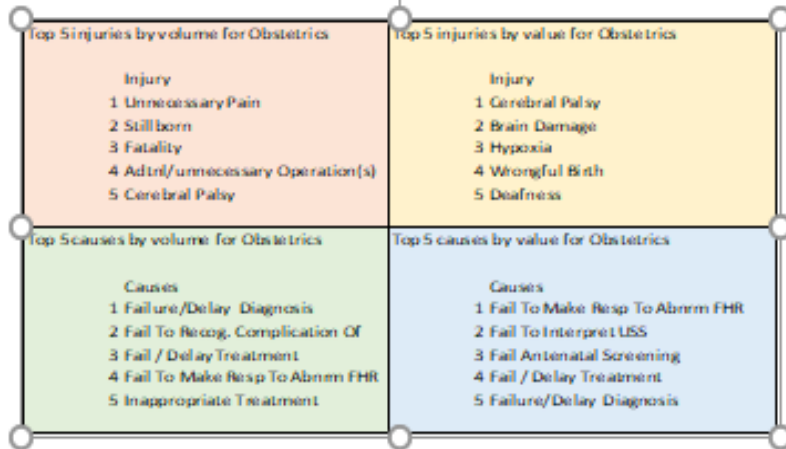 Top 5 injuries by volume for Obstetrics
Injury
1 Unnecessary Pain
2 Stillborn
3 Fatality
4 Adtnl/unnecessary Operation(s)
5 Cerebral Palsy
Top 5 injuries by value for Obstetrics
Injury
1 Cerebral Palsy
2 Brain Damage
3 Hypoxia
4 Wrongful Birth
5 Deafness
Top 5 causes by volume for Obstetrics
Causes
1 Failure/Delay Diagnosis
2 Fail To Recog. Complication Of
3 Fail / Delay Treatment
4 Fail To Make Resp To Abnrm FHR
5 Inappropriate Treatment
Top 5 causes by value for Obstetrics
Causes
1 Fail To Make Resp To Abnrm FHR
2 Fail To Interpret USS
3 Fail Antenatal Screening
4 Fail / Delay Treatment
5 Failure/Delay Diagnosis